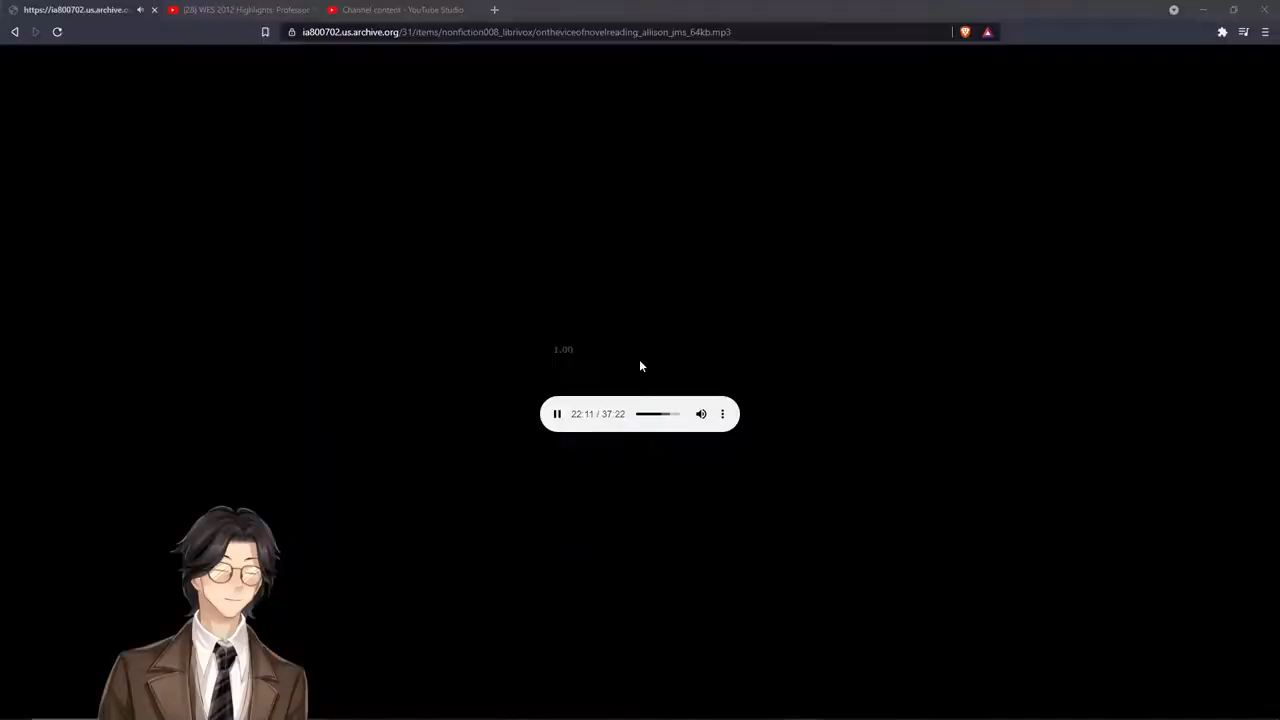 https://ia800702.us.archive.o
(28) WES 2012 Highlights: Professor
Channel content - YouTube Studio
ia800702.us.archive.org/31/items/nonfiction008_librivox/ontheviceofnovelreading_allison_jms_64kb.mp3
1.00
22:11 / 37:22